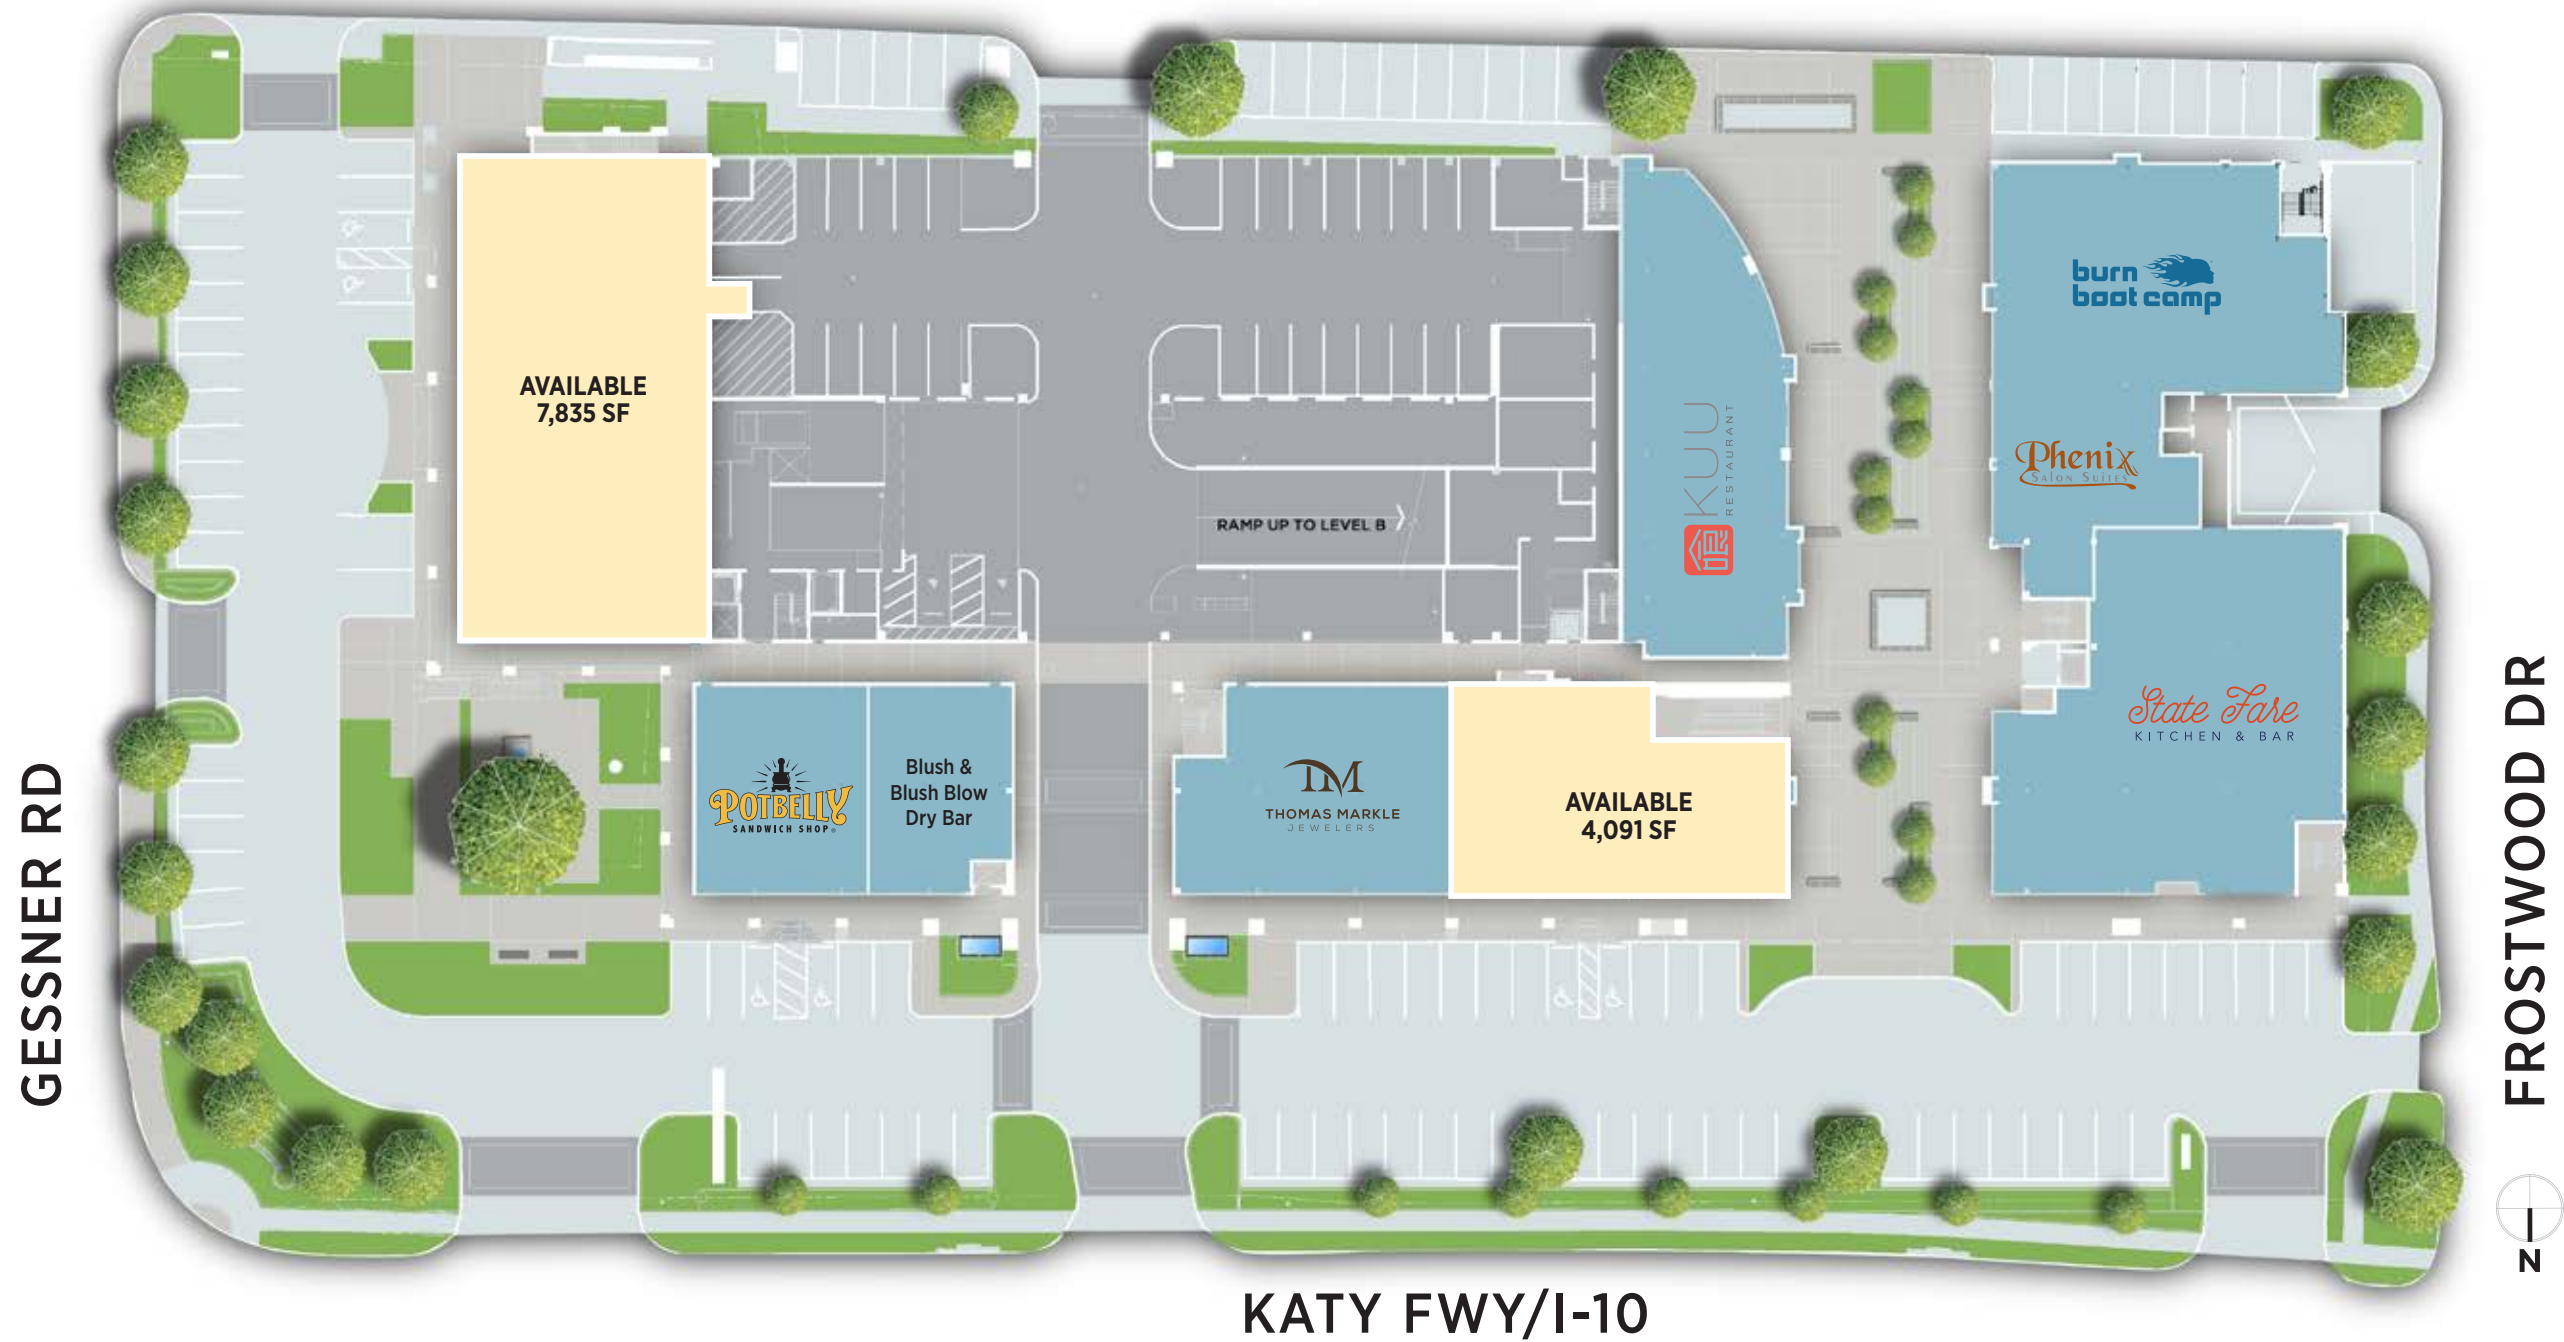 AVAILABLE
7,835 SF
burn
boot camp
KUU
RESTAURANT
Phenix
SALON SUITES
RAMP UP TO LEVEL B
State Fare
KITCHEN & BAR
POTBELLY
SANDWICH SHOP
Blush &
Blush Blow
Dry Bar
TM
THOMAS MARKLE
JEWELERS
AVAILABLE
4,091 SF
GESSNER RD
FROSTWOOD DR
N
KATY FWY/I-10